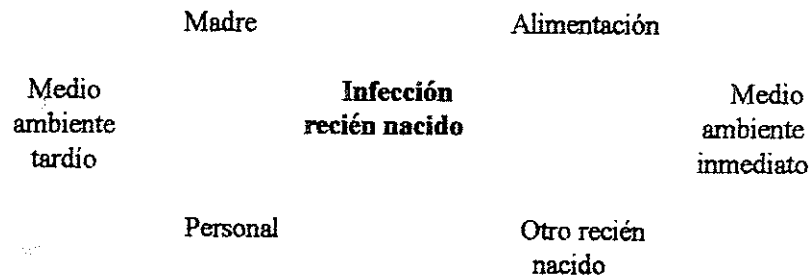 Madre
Alimentación
Medio
ambiente
tardío
Infección
recién nacido
Medio
ambiente
inmediato
Personal
Otro recién
nacido